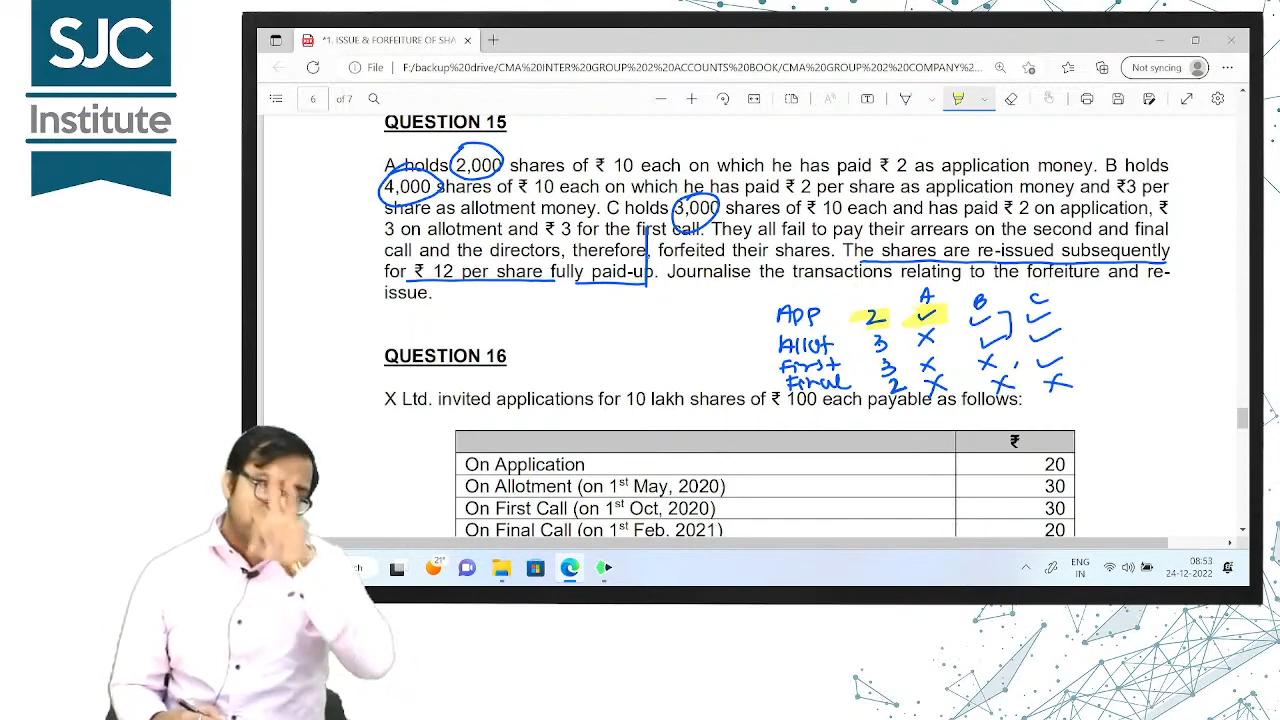 SJC
Institute
*1. ISSUE & FORFEITURE OF SHA
File
F:/backup%20drive/CMA%20INTER%20GROUP%202%20ACCOUNTS%20BOOK/CMA%20GROUP%202%20COMPANY%...
Not syncing
6 of 7
QUESTION 15
A holds 2,000 shares of ₹ 10 each on which he has paid ₹ 2 as application money. B holds
4,000 shares of ₹ 10 each on which he has paid ₹ 2 per share as application money and ₹3 per
share as allotment money. C holds 3,000 shares of ₹ 10 each and has paid ₹ 2 on application, ₹
3 on allotment and ₹ 3 for the first call. They all fail to pay their arrears on the second and final
call and the directors, therefore, forfeited their shares. The shares are re-issued subsequently
for ₹ 12 per share fully paid-up. Journalise the transactions relating to the forfeiture and re-
issue.
A B C
App 2 ✓ ✓ ✓
Allot 3 X ✓ ✓
First 3 X X ✓
Final 2 X X X
QUESTION 16
X Ltd. invited applications for 10 lakh shares of ₹ 100 each payable as follows:
₹
On Application 20
On Allotment (on 1st May, 2020) 30
On First Call (on 1st Oct, 2020) 30
On Final Call (on 1st Feb, 2021) 20
21°
ENG
IN
08:53
24-12-2022